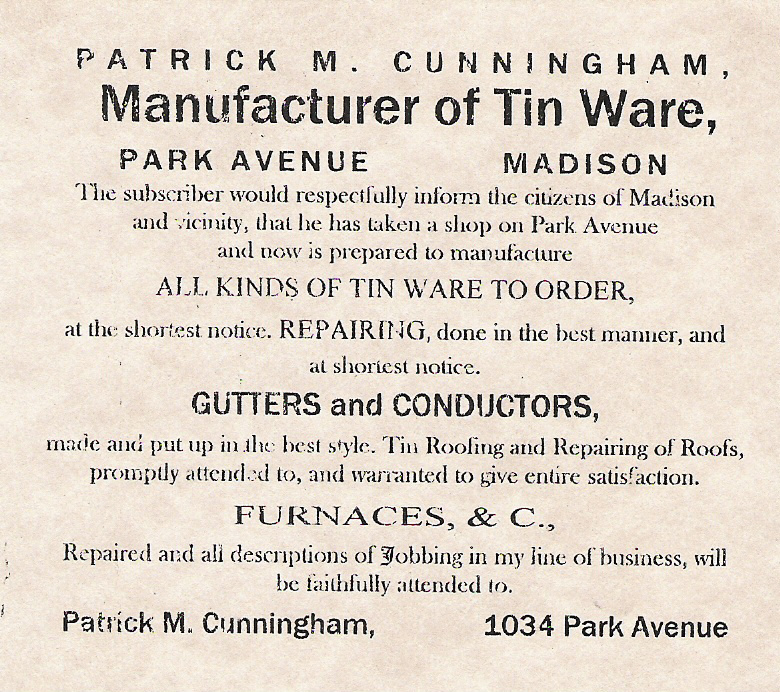 PATRICK M. CUNNINGHAM,
Manufacturer of Tin Ware,
PARK AVENUE MADISON
The subscriber would respectfully inform the citizens of Madison
and vicinity, that he has taken a shop on Park Avenue
and now is prepared to manufacture
ALL KINDS OF TIN WARE TO ORDER,
at the shortest notice. REPAIRING, done in the best manner, and
at shortest notice.
GUTTERS and CONDUCTORS,
made and put up in the best style. Tin Roofing and Repairing of Roofs,
promptly attended to, and warranted to give entire satisfaction.
FURNACES, & C.,
Repaired and all descriptions of Jobbing in my line of business, will
be faithfully attended to.
Patrick M. Cunningham, 1034 Park Avenue